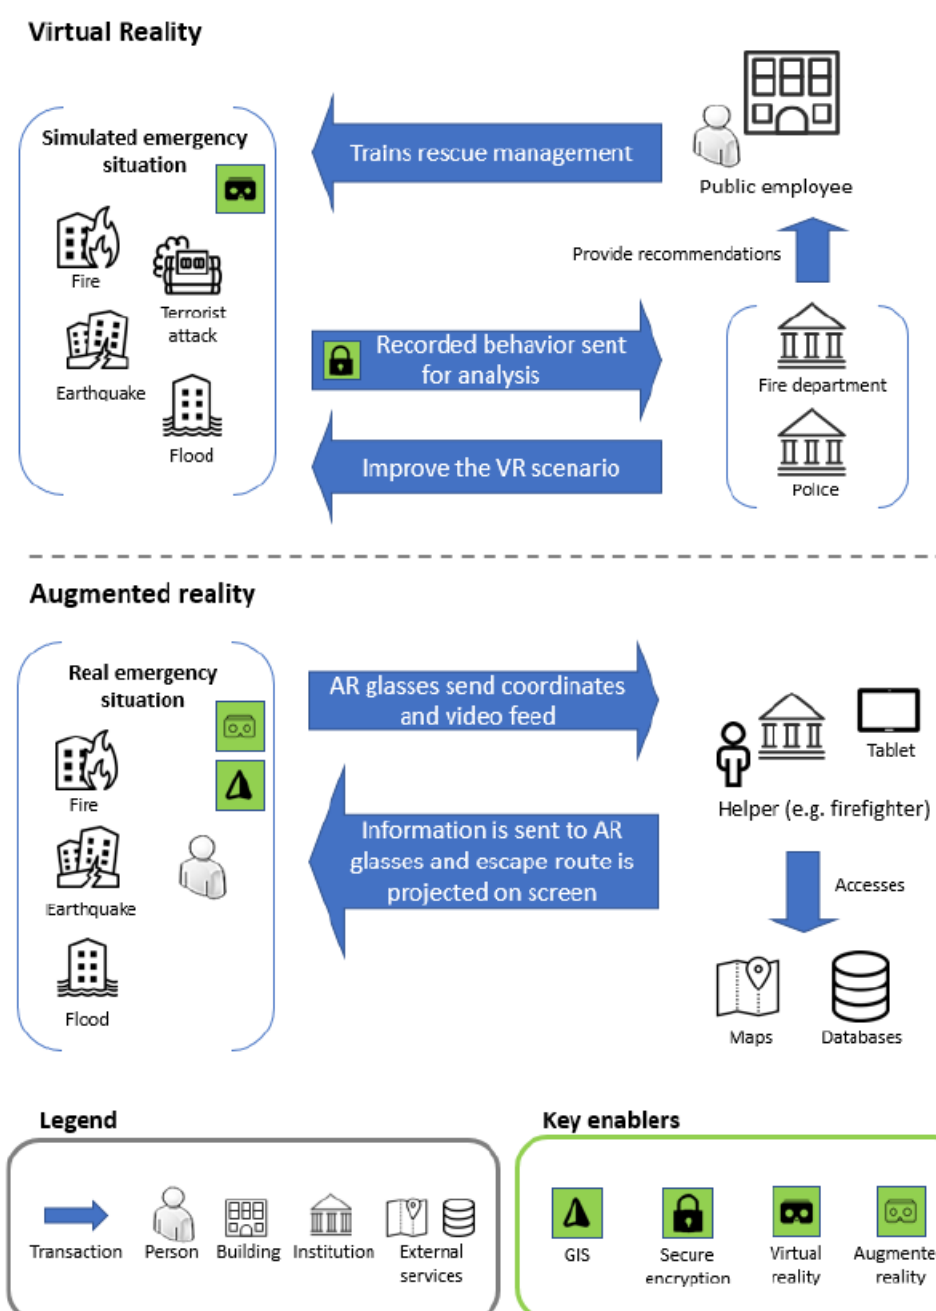 Virtual Reality
Simulated emergency
situation
Fire
Terrorist
attack
Earthquake
Flood
Trains rescue management
Public employee
Provide recommendations
Recorded behavior sent
for analysis
Improve the VR scenario
Fire department
Police
Augmented reality
Real emergency
situation
Fire
Earthquake
Flood
AR glasses send coordinates
and video feed
Information is sent to AR
glasses and escape route is
projected on screen
Tablet
Helper (e.g. firefighter)
Accesses
Maps
Databases
Legend
Transaction
Person
Building
Institution
External
services
Key enablers
GIS
Secure
encryption
Virtual
reality
Augmente
reality